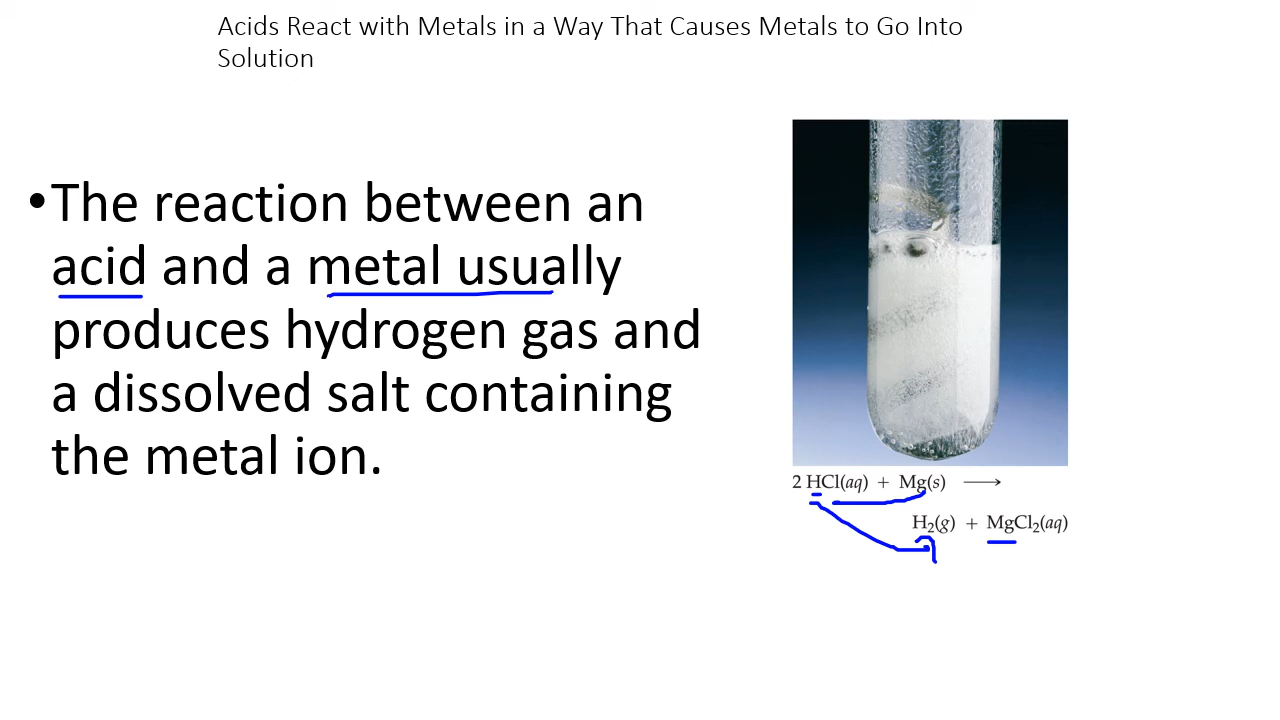 Acids React with Metals in a Way That Causes Metals to Go Into
Solution
•The reaction between an
acid and a metal usually
produces hydrogen gas and
a dissolved salt containing
the metal ion.
2 HCl(aq) + Mg(s) ⟶
H₂(g) + MgCl₂(aq)